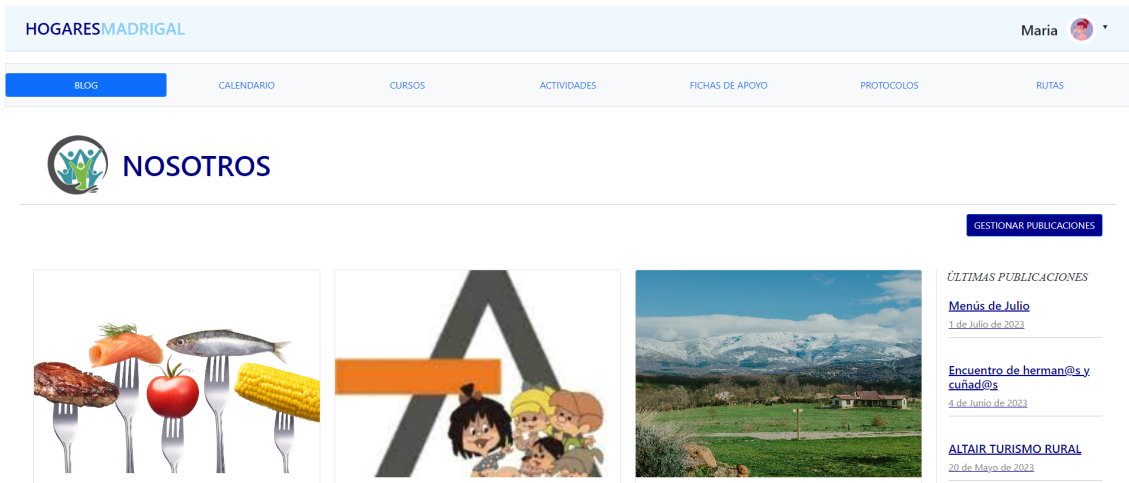 HOGARESMADRIGAL
Maria
BLOG
CALENDARIO
CURSOS
ACTIVIDADES
FICHAS DE APOYO
PROTOCOLOS
RUTAS
NOSOTROS
GESTIONAR PUBLICACIONES
ÚLTIMAS PUBLICACIONES
Menús de Julio
1 de Julio de 2023
Encuentro de herman@s y
cuñad@s
4 de Junio de 2023
ALTAIR TURISMO RURAL
20 de Mayo de 2023